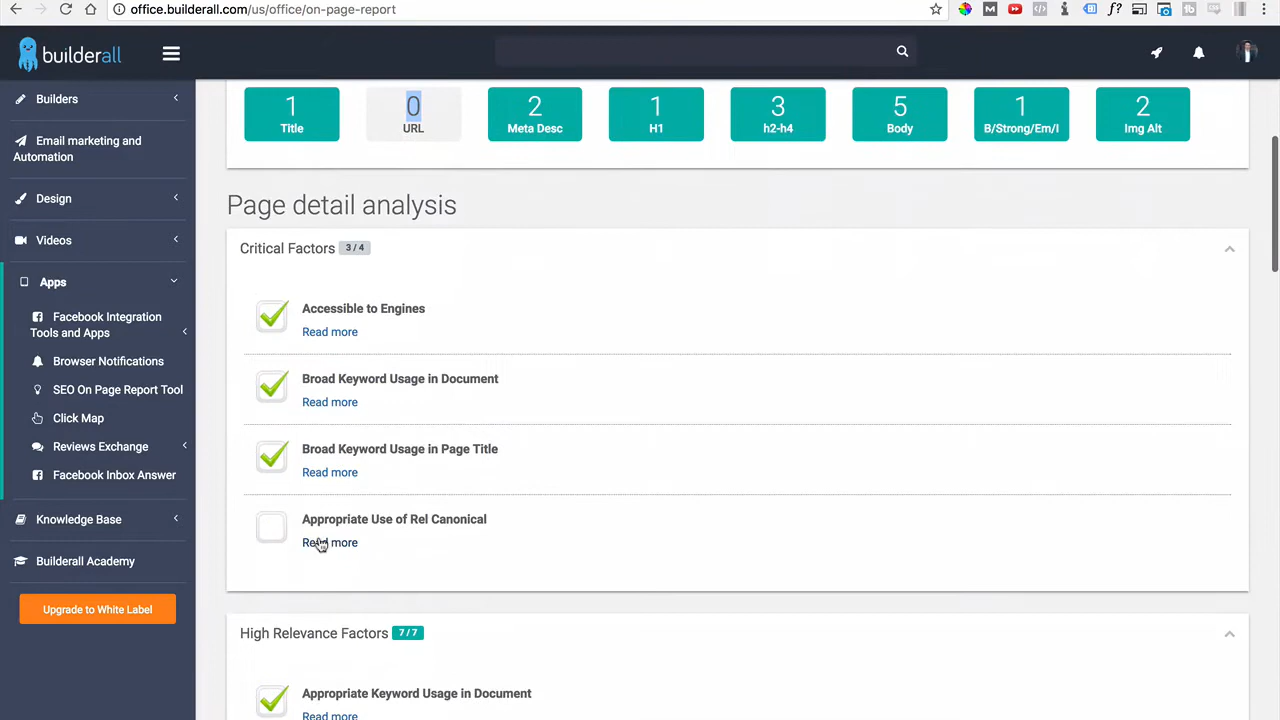 office.builderall.com/us/office/on-page-report
builderall
Builders
Email marketing and
Automation
Design
Videos
Apps
Facebook Integration
Tools and Apps
Browser Notifications
SEO On Page Report Tool
Click Map
Reviews Exchange
Facebook Inbox Answer
Knowledge Base
Builderall Academy
Upgrade to White Label
1
Title
0
URL
2
Meta Desc
1
H1
3
h2-h4
5
Body
1
B/Strong/Em/I
2
Img Alt
Page detail analysis
Critical Factors 3 / 4
Accessible to Engines
Read more
Broad Keyword Usage in Document
Read more
Broad Keyword Usage in Page Title
Read more
Appropriate Use of Rel Canonical
Read more
High Relevance Factors 7 / 7
Appropriate Keyword Usage in Document
Read more